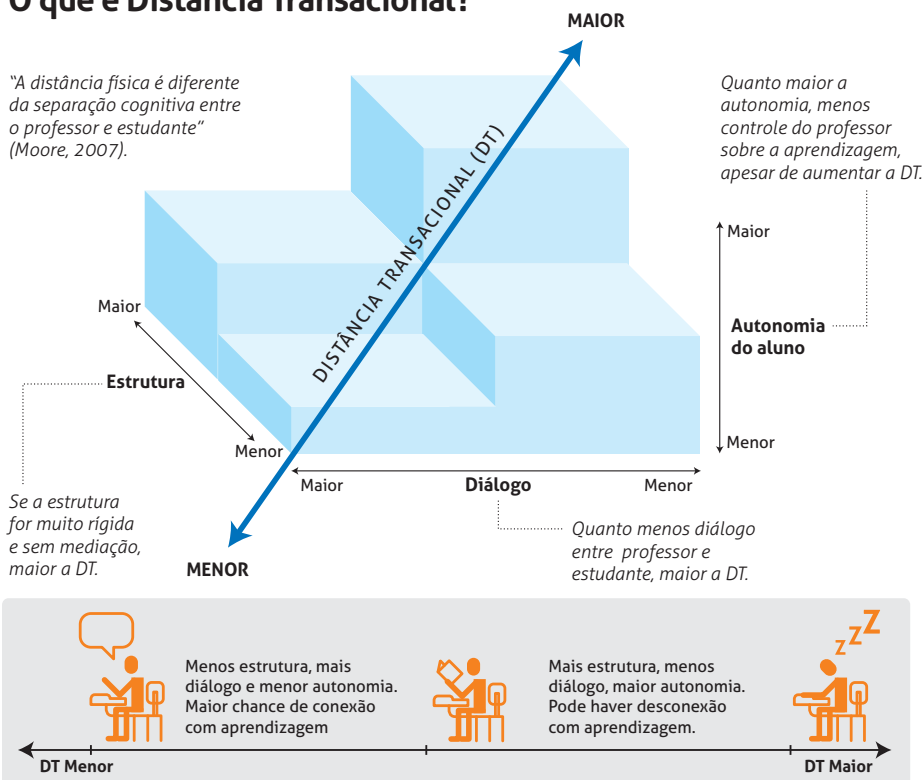 O que é Distância Transacional?
MAIOR
"A distância física é diferente
da separação cognitiva entre
o professor e estudante"
(Moore, 2007).
Quanto maior a
autonomia, menos
controle do professor
sobre a aprendizagem,
apesar de aumentar a DT.
DISTÂNCIA TRANSACIONAL (DT)
Maior
Autonomia
do aluno
Menor
Maior
Estrutura
Menor
Maior
Diálogo
Menor
Se a estrutura
for muito rígida
e sem mediação,
maior a DT.
MENOR
Quanto menos diálogo
entre professor e
estudante, maior a DT.
Menos estrutura, mais
diálogo e menor autonomia.
Maior chance de conexão
com aprendizagem
Mais estrutura, menos
diálogo, maior autonomia.
Pode haver desconexão
com aprendizagem.
z z Z
DT Menor
DT Maior